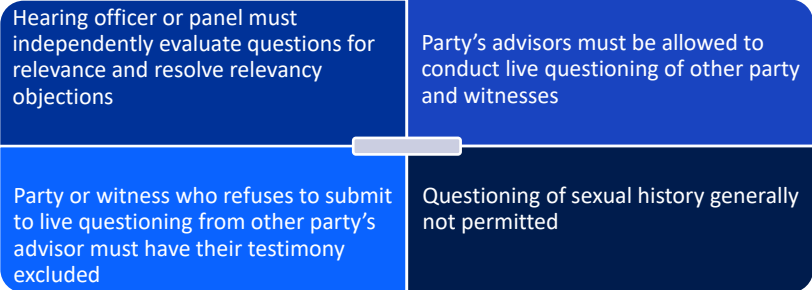 Hearing officer or panel must
independently evaluate questions for
relevance and resolve relevancy
objections
Party's advisors must be allowed to
conduct live questioning of other party
and witnesses
Party or witness who refuses to submit
to live questioning from other party's
advisor must have their testimony
excluded
Questioning of sexual history generally
not permitted